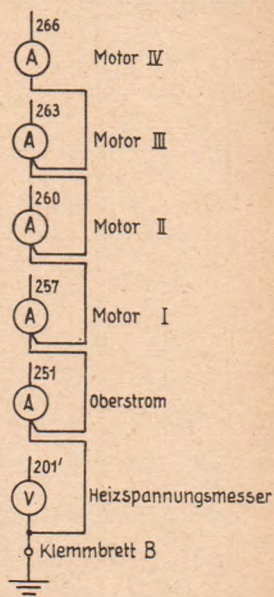 266
A Motor IV
263
A Motor III
260
A Motor II
257
A Motor I
251
A Oberstrom
201'
V Heizspannungsmesser
Klemmbrett B